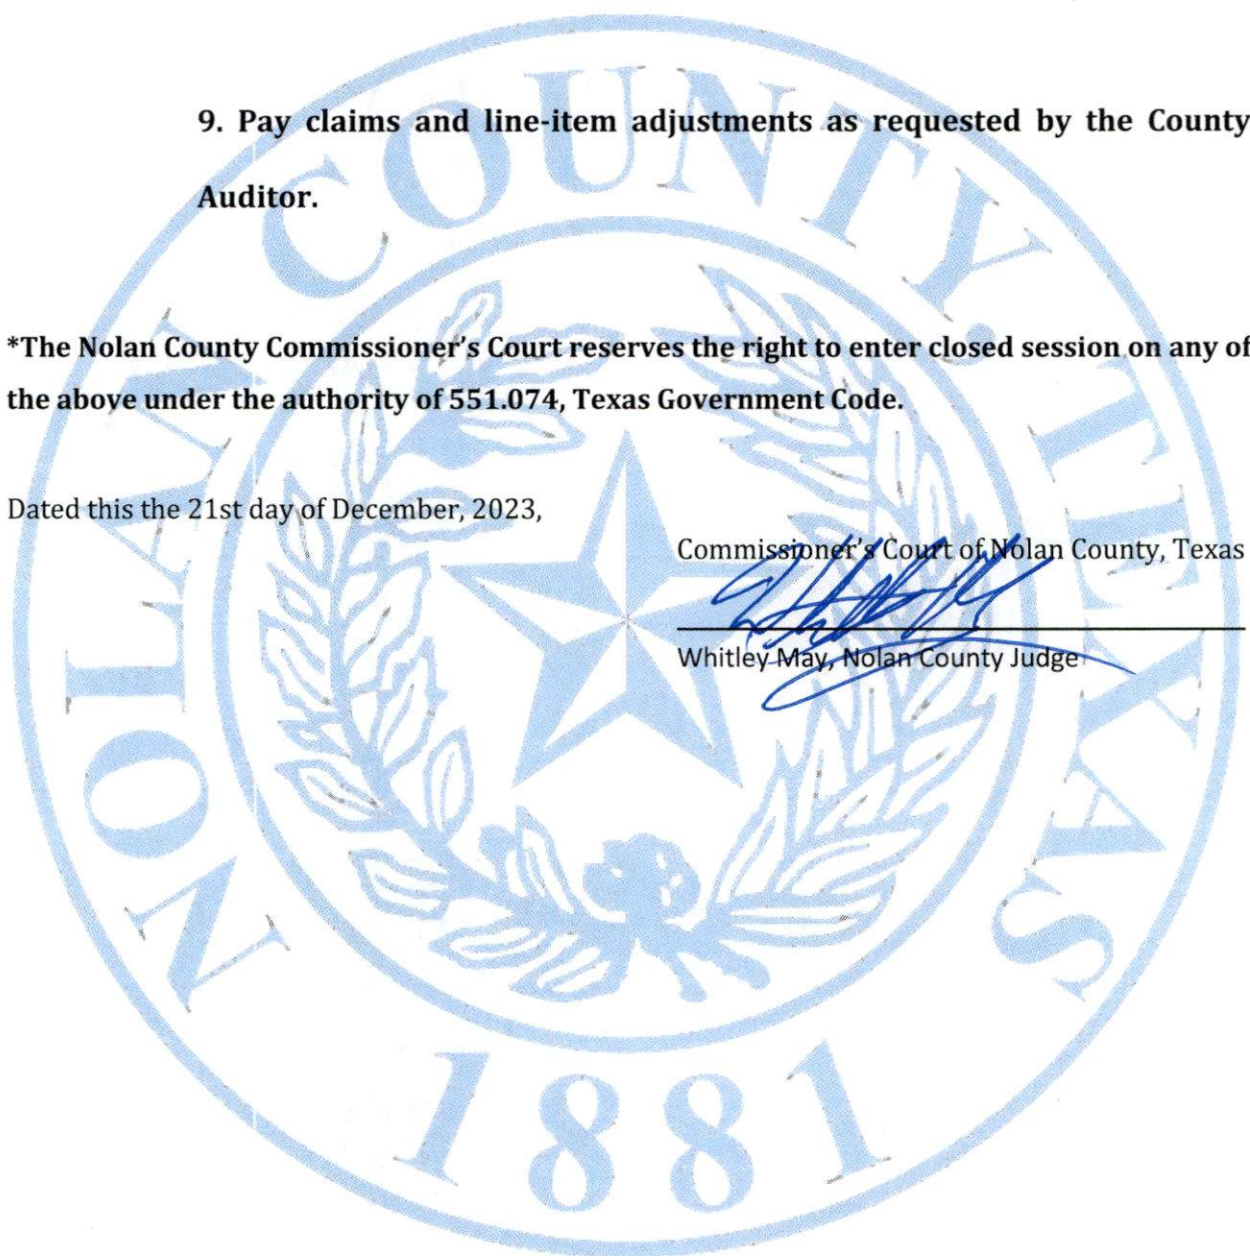 9. Pay claims and line-item adjustments as requested by the County
Auditor.
*The Nolan County Commissioner's Court reserves the right to enter closed session on any of
the above under the authority of 551.074, Texas Government Code.
Dated this the 21st day of December, 2023,
Commissioner's Court of Nolan County, Texas
Whitley May, Nolan County Judge
NOLAN COUNTY, TEXAS
1881